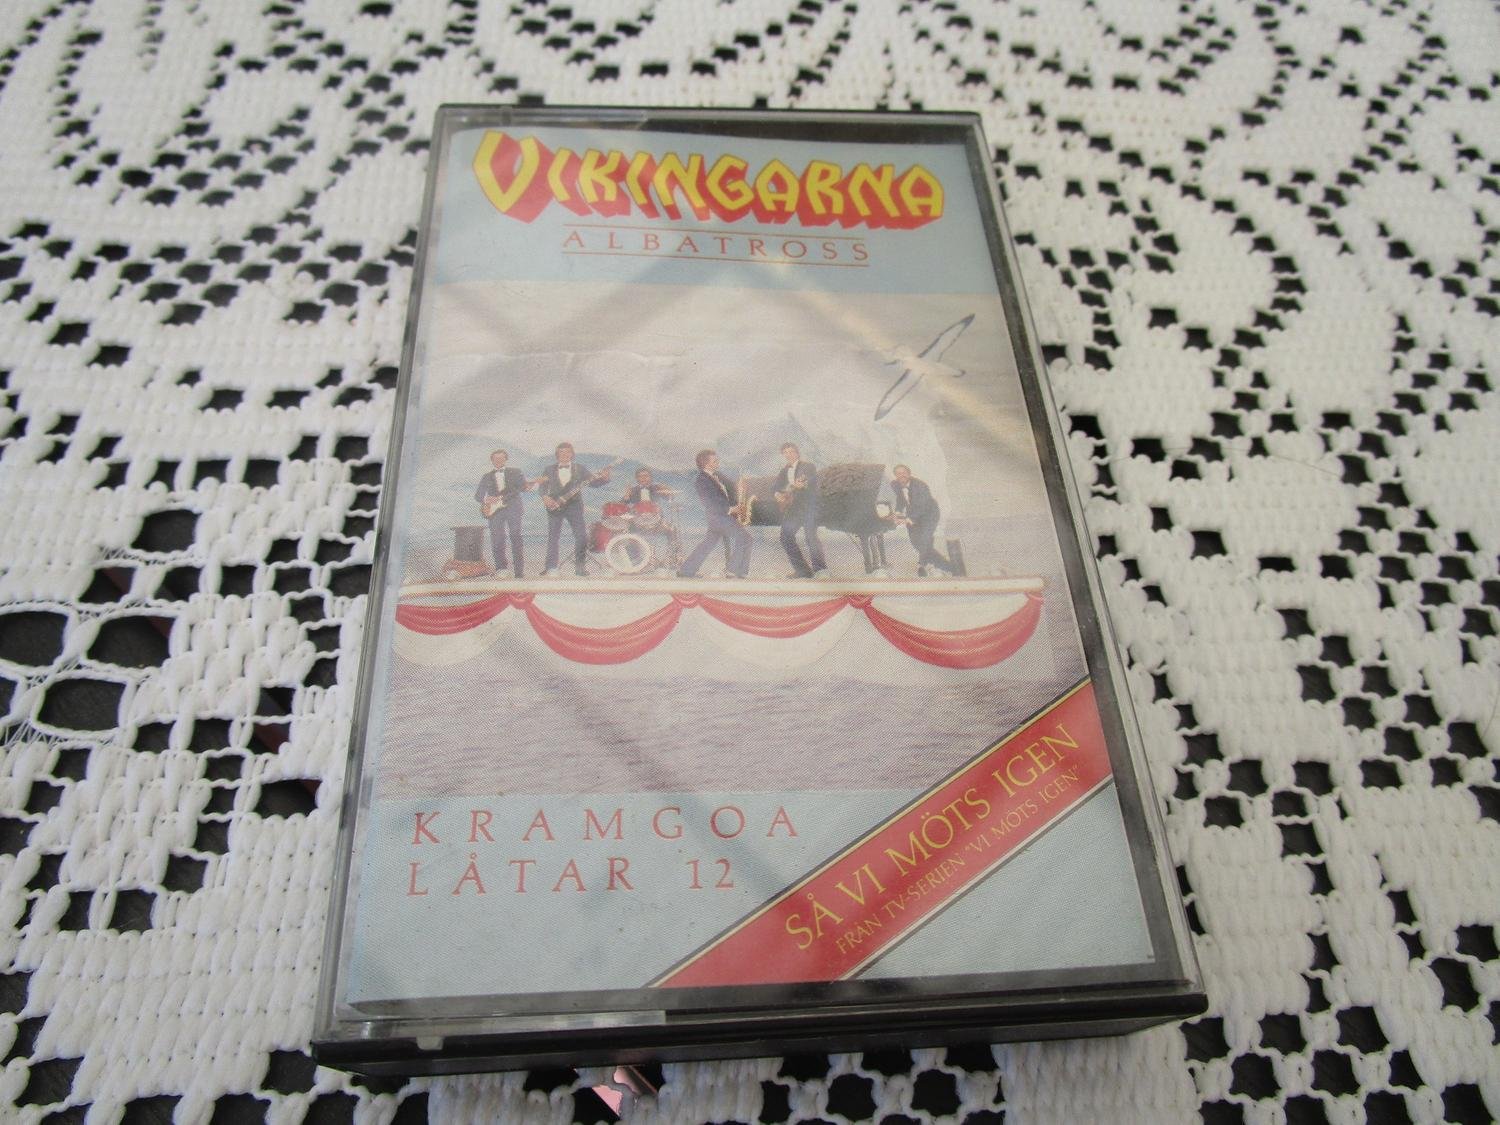 VIKINGARNA
ALBATROSS
KRAMGOA
LÅTAR 12
SÅ VI MÖTS IGEN
FRÅN TV-SERIEN "VI MÖTS IGEN"